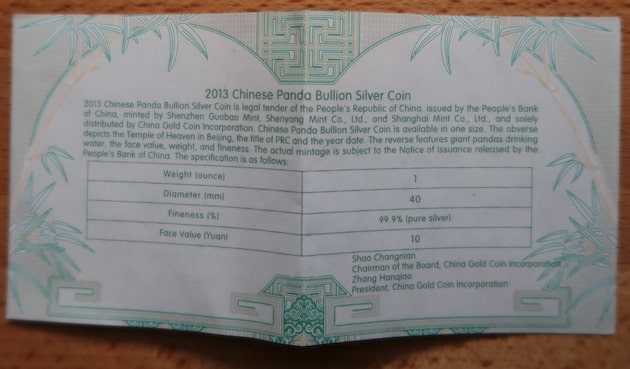 2013 Chinese Panda Bullion Silver Coin
2013 Chinese Panda Bullion Silver Coin is legal tender of the People's Republic of China, issued by the People's Bank
of China, minted by Shenzhen Guobao Mint, Shenyang Mint Co., Ltd., and Shanghai Mint Co., Ltd., and solely
distributed by China Gold Coin Incorporation. Chinese Panda Bullion Silver Coin is available in one size. The obverse
depicts the Temple of Heaven in Beijing, the title of PRC and the year date. The reverse features giant pandas drinking
water, the face value, weight, and fineness. The actual mintage is subject to the Notice of Issuance released by the
People's Bank of China. The specification is as follows:
Weight (ounce) 1
Diameter (mm) 40
Fineness (%) 99.9% (pure silver)
Face Value (Yuan) 10
Shao Changnian
Chairman of the Board, China Gold Coin Incorporation
Zhang Hanqiao
President, China Gold Coin Incorporation